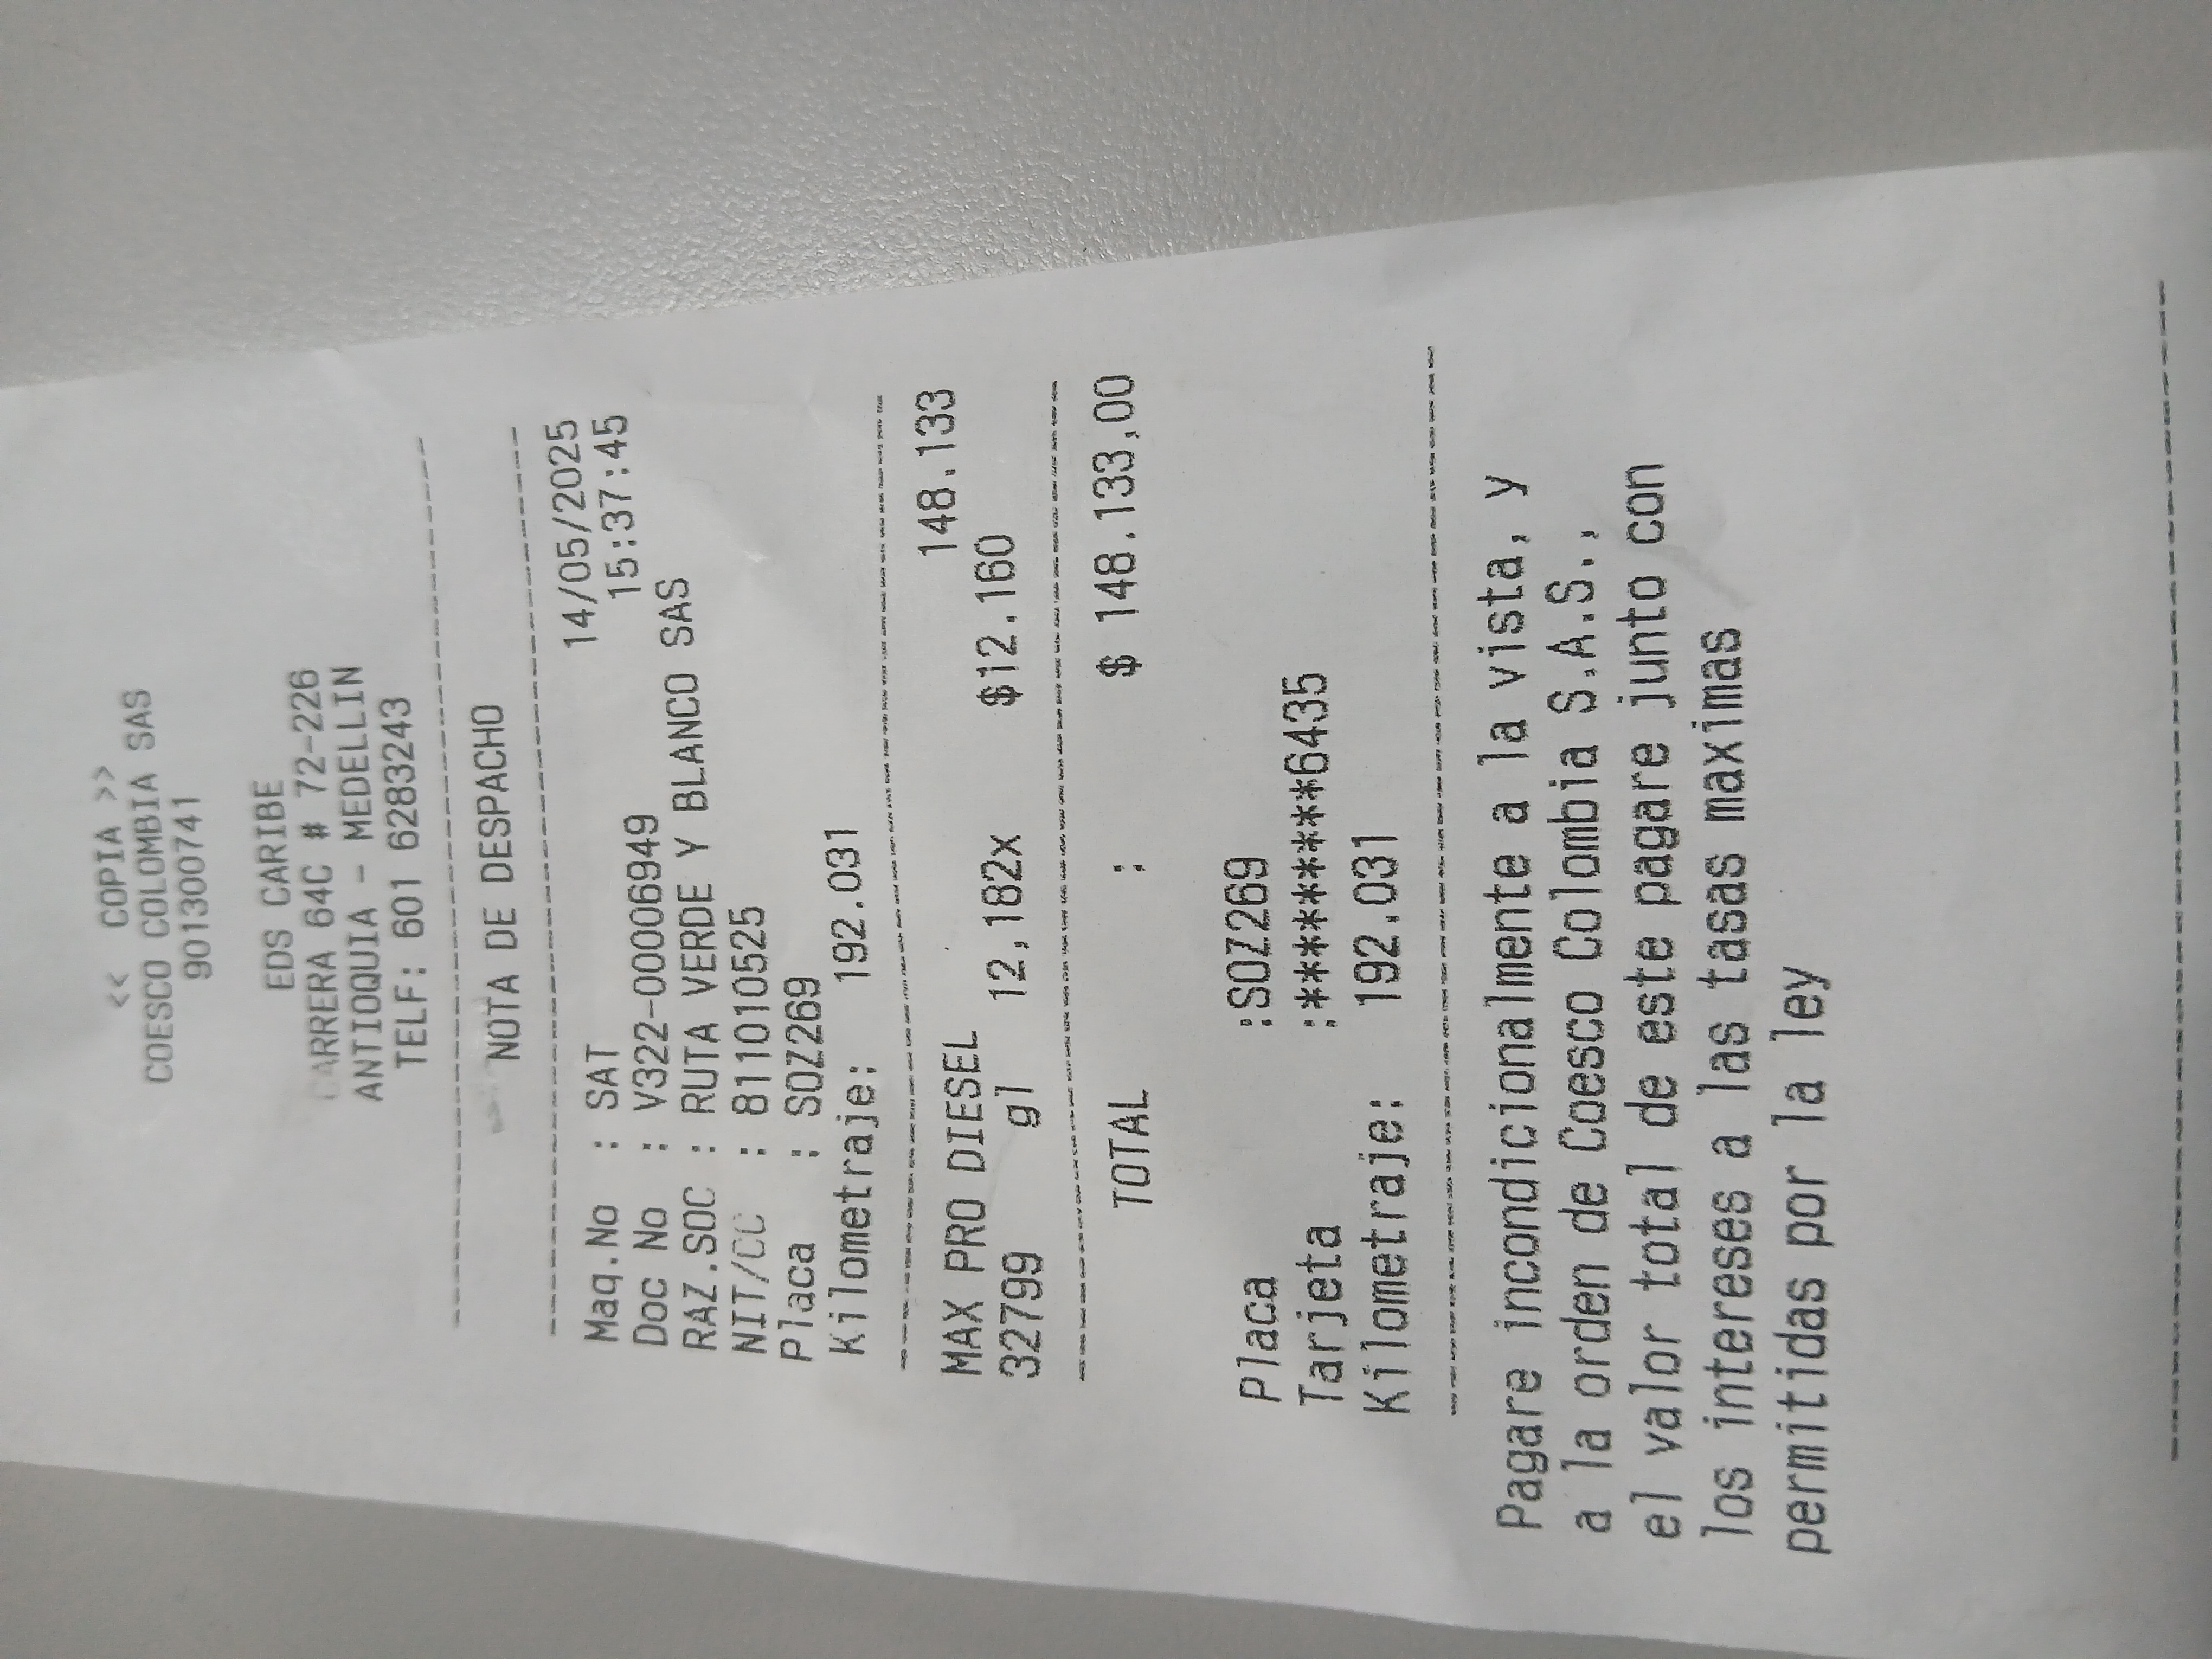 << COPIA >>
COESCO COLOMBIA SAS
901300741
EDS CARIBE
CARRERA 64C # 72-226
ANTIOQUIA - MEDELLIN
TELF: 601 6283243
NOTA DE DESPACHO
14/05/2025
Maq.No : SAT 15:37:45
Doc No : V322-00006949
RAZ.SOC : RUTA VERDE Y BLANCO SAS
NIT/CC : 8110105525
Placa : SOZ269
Kilometraje: 192.031
MAX PRO DIESEL 148.133
32799 gl 12,182x $12.160
TOTAL : $ 148.133,00
Placa :SOZ269
Tarjeta :*********6435
Kilometraje: 192.031
Pagare incondicionalmente a la vista, y
a la orden de Coesco Colombia S.A.S.,
el valor total de este pagare junto con
los intereses a las tasas maximas
permitidas por la ley